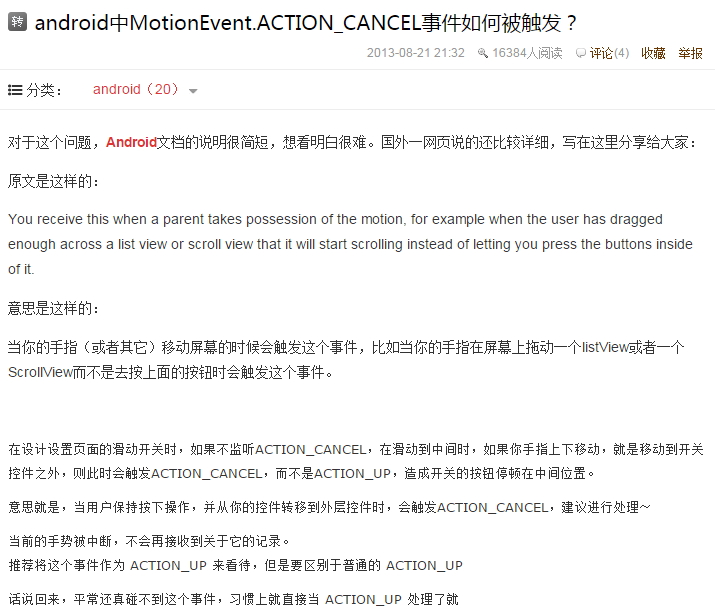 转 android中MotionEvent.ACTION_CANCEL事件如何被触发？
2013-08-21 21:32 16384人阅读 评论(4) 收藏 举报
分类： android（20）
对于这个问题，Android文档的说明很简短，想看明白很难。国外一网页说的还比较详细，写在这里分享给大家：
原文是这样的：
You receive this when a parent takes possession of the motion, for example when the user has dragged
enough across a list view or scroll view that it will start scrolling instead of letting you press the buttons inside
of it.
意思是这样的：
当你的手指（或者其它）移动屏幕的时候会触发这个事件，比如当你的手指在屏幕上拖动一个listView或者一个
ScrollView而不是去按上面的按钮时会触发这个事件。
在设计设置页面的滑动开关时，如果不监听ACTION_CANCEL，在滑动到中间时，如果你手指上下移动，就是移动到开关
控件之外，则此时会触发ACTION_CANCEL，而不是ACTION_UP，造成开关的按钮停顿在中间位置。
意思就是，当用户保持按下操作，并从你的控件转移到外层控件时，会触发ACTION_CANCEL，建议进行处理～
当前的手势被中断，不会再接收到关于它的记录。
推荐将这个事件作为 ACTION_UP 来看待，但是要区别于普通的 ACTION_UP
话说回来，平常还真碰不到这个事件，习惯上就直接当 ACTION_UP 处理了就